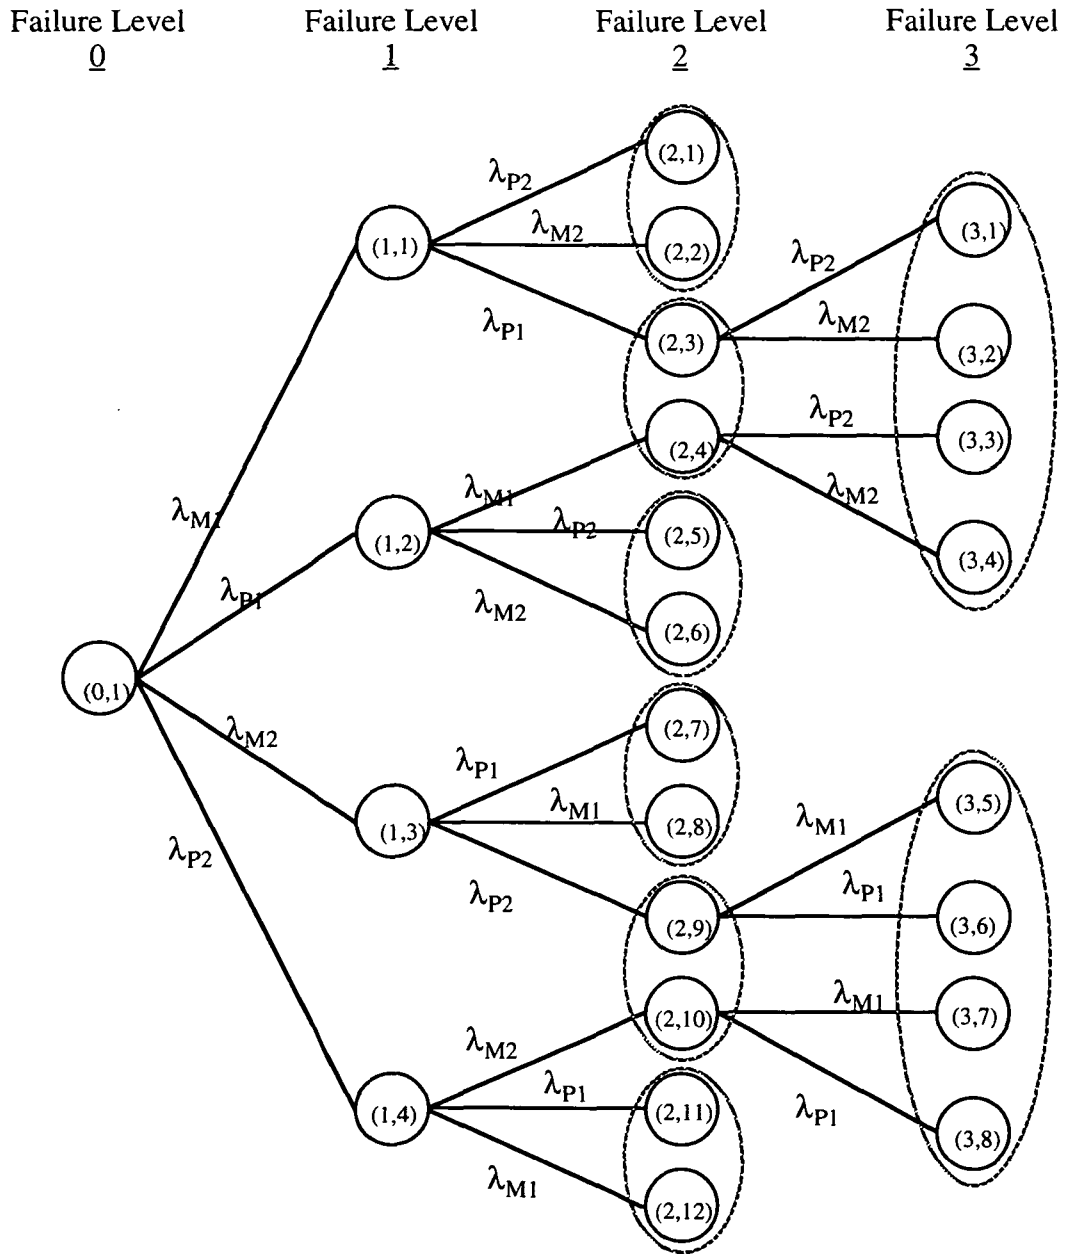 Failure Level Failure Level Failure Level Failure Level
0 1 2 3
(2,1)
λP2
λM2
(1,1) (2,2) (3,1)
λP2
λP1 λM2
(2,3) (3,2)
λP2
(2,4) (3,3)
λM1 λM2
λM1 λP2
(1,2) (2,5) (3,4)
λP1 λM2
(2,6)
(0,1)
λM2 (2,7)
λP1
λM1 (3,5)
(1,3) (2,8) λM1
λP2
λP2 λP1
(2,9) (3,6)
λM1
(2,10) (3,7)
λM2
λP1
(1,4) (2,11) λP1
(3,8)
λM1
(2,12)